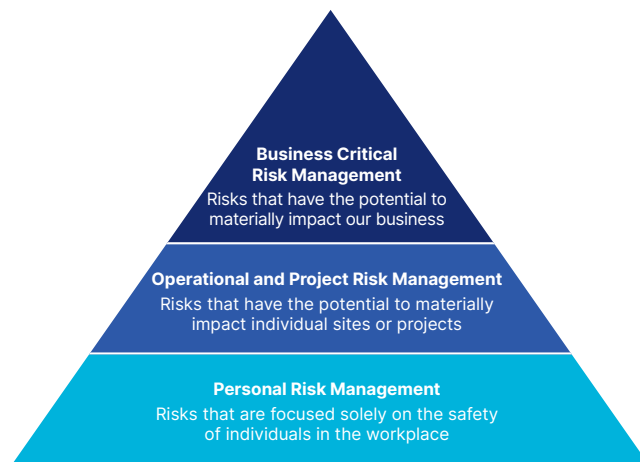 Business Critical
Risk Management
Risks that have the potential to
materially impact our business
Operational and Project Risk Management
Risks that have the potential to materially
impact individual sites or projects
Personal Risk Management
Risks that are focused solely on the safety
of individuals in the workplace